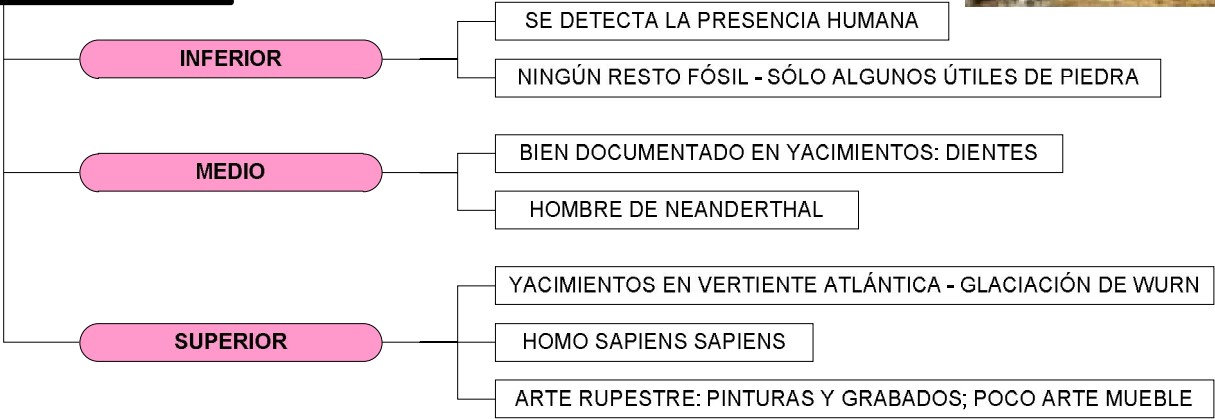 INFERIOR
SE DETECTA LA PRESENCIA HUMANA
NINGÚN RESTO FÓSIL - SÓLO ALGUNOS ÚTILES DE PIEDRA
MEDIO
BIEN DOCUMENTADO EN YACIMIENTOS: DIENTES
HOMBRE DE NEANDERTHAL
SUPERIOR
YACIMIENTOS EN VERTIENTE ATLÁNTICA - GLACIACIÓN DE WURN
HOMO SAPIENS SAPIENS
ARTE RUPESTRE: PINTURAS Y GRABADOS; POCO ARTE MUEBLE